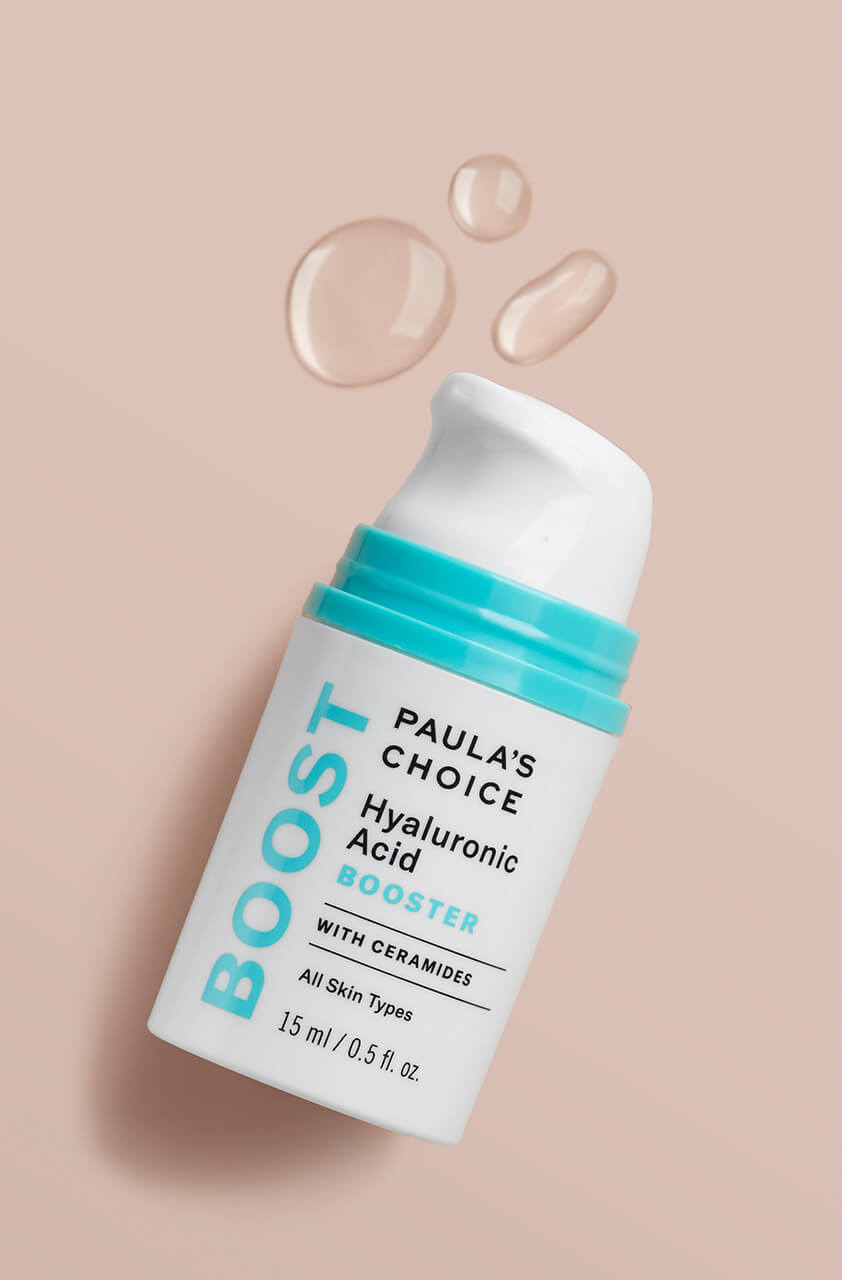 BOOST
PAULA'S
CHOICE
Hyaluronic
Acid
BOOSTER
WITH CERAMIDES
All Skin Types
15 ml / 0.5 fl. oz.